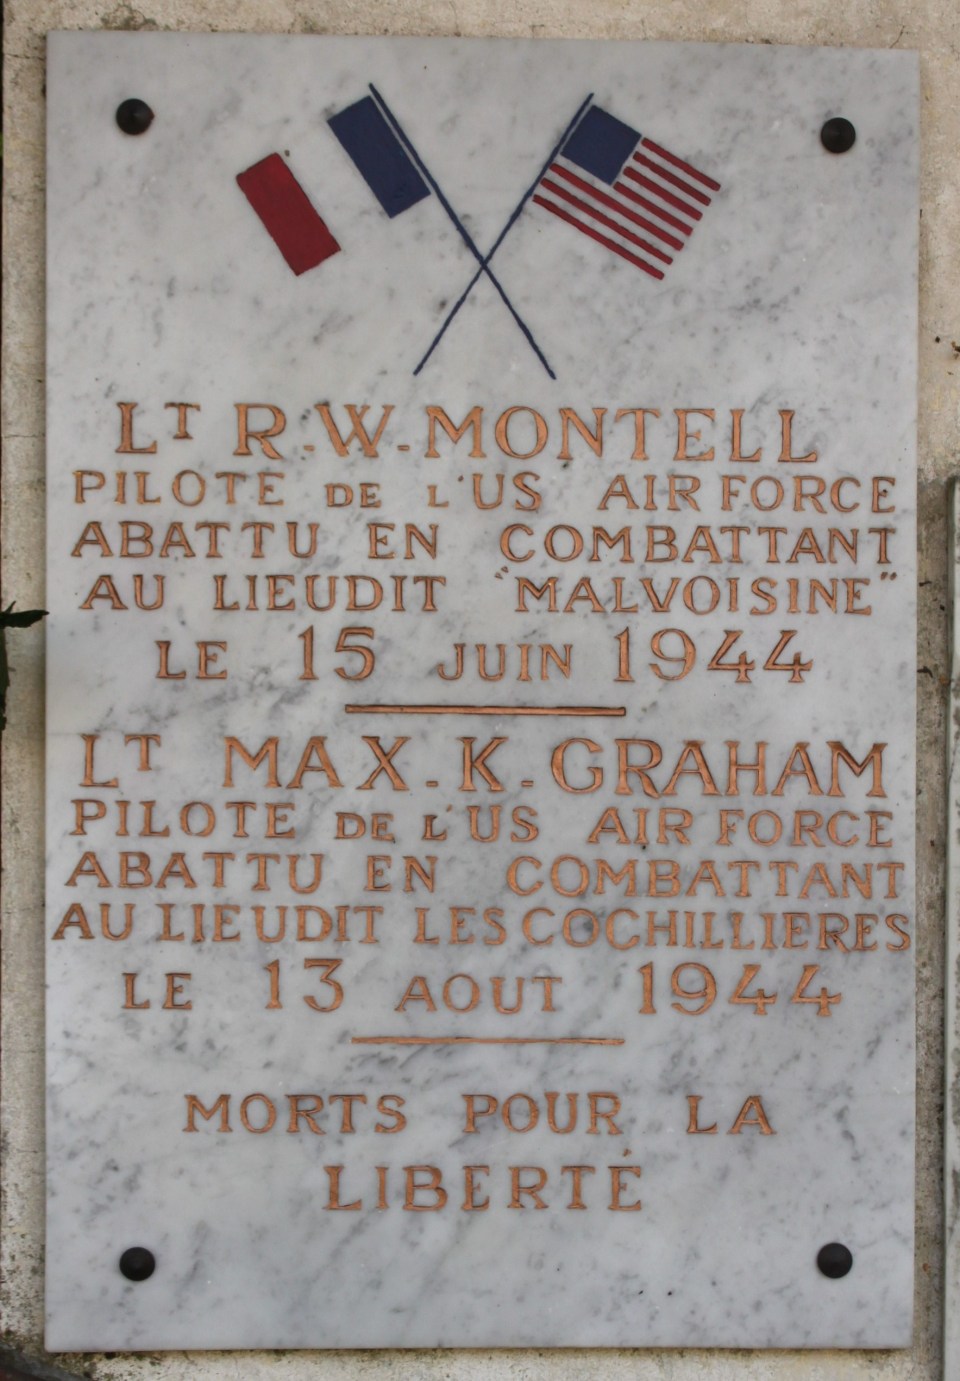 LT R.W.MONTELL
PILOTE DE L'US AIR FORCE
ABATTU EN COMBATTANT
AU LIEUDIT "MALVOISINE"
LE 15 JUIN 1944
LT MAX.K.GRAHAM
PILOTE DE L'US AIR FORCE
ABATTU EN COMBATTANT
AU LIEUDIT LES COCHILLIERES
LE 13 AOUT 1944
MORTS POUR LA
LIBERTÉ